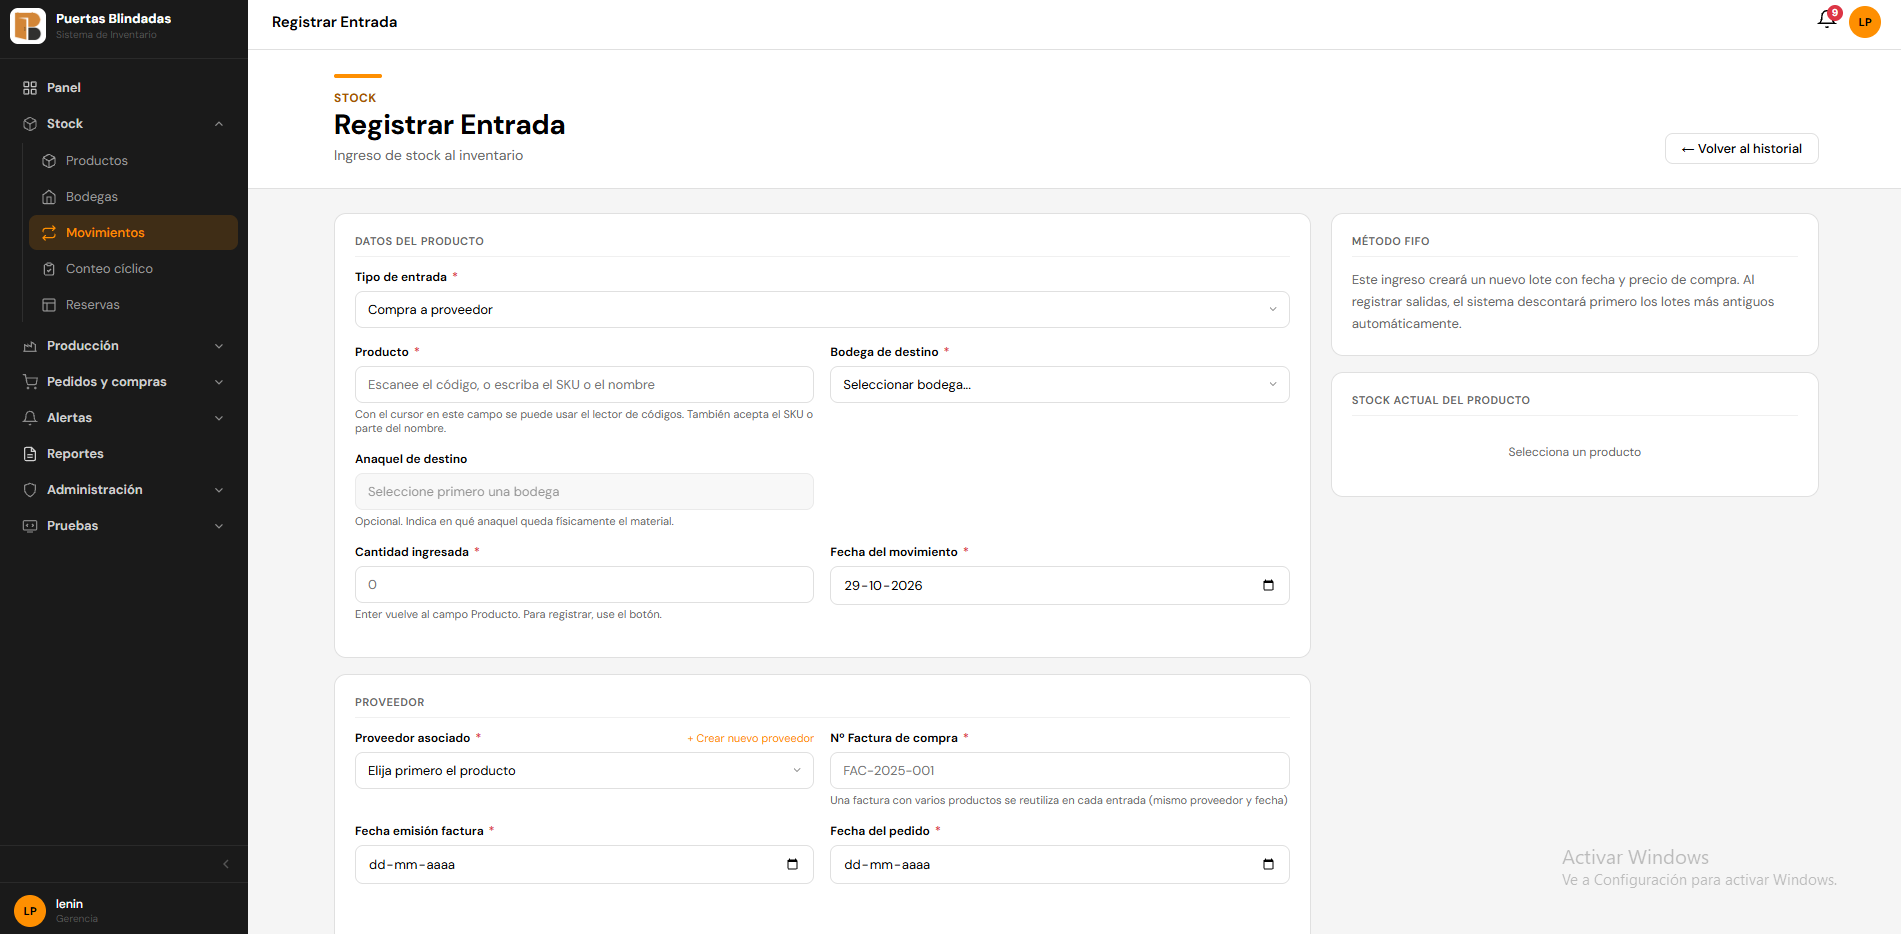 Puertas Blindadas
Sistema de Inventario
Panel
Stock
Productos
Bodegas
Movimientos
Conteo cíclico
Reservas
Producción
Pedidos y compras
Alertas
Reportes
Administración
Pruebas
LP
lenin
Gerencia
Registrar Entrada
9
LP
STOCK
Registrar Entrada
Ingreso de stock al inventario
← Volver al historial
DATOS DEL PRODUCTO
Tipo de entrada *
Compra a proveedor
Producto *
Escanee el código, o escriba el SKU o el nombre
Con el cursor en este campo se puede usar el lector de códigos. También acepta el SKU o
parte del nombre.
Bodega de destino *
Seleccionar bodega...
Anaquel de destino
Seleccione primero una bodega
Opcional. Indica en qué anaquel queda físicamente el material.
Cantidad ingresada *
0
Enter vuelve al campo Producto. Para registrar, use el botón.
Fecha del movimiento *
29-10-2026
PROVEEDOR
Proveedor asociado *
+ Crear nuevo proveedor
Elija primero el producto
Nº Factura de compra *
FAC-2025-001
Una factura con varios productos se reutiliza en cada entrada (mismo proveedor y fecha)
Fecha emisión factura *
dd-mm-aaaa
Fecha del pedido *
dd-mm-aaaa
MÉTODO FIFO
Este ingreso creará un nuevo lote con fecha y precio de compra. Al
registrar salidas, el sistema descontará primero los lotes más antiguos
automáticamente.
STOCK ACTUAL DEL PRODUCTO
Selecciona un producto
Activar Windows
Ve a Configuración para activar Windows.